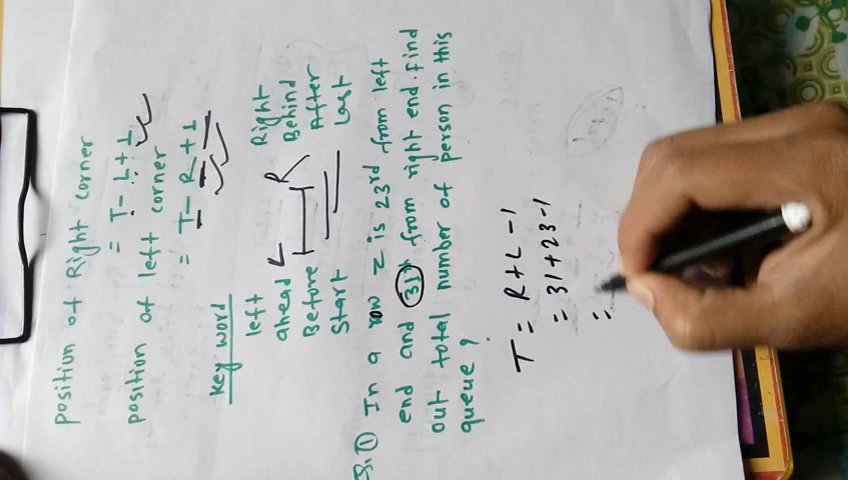 position of Right corner
= T - L + 1
position of left corner
= T - R + 1
Key word
left Right
ahead Behind
Before After
Start Last
L R
Q.① In a row z is 23rd from left
end and 31th from right end. find
out total number of person in this
queue?
T = R + L - 1
= 31 + 23 - 1
=